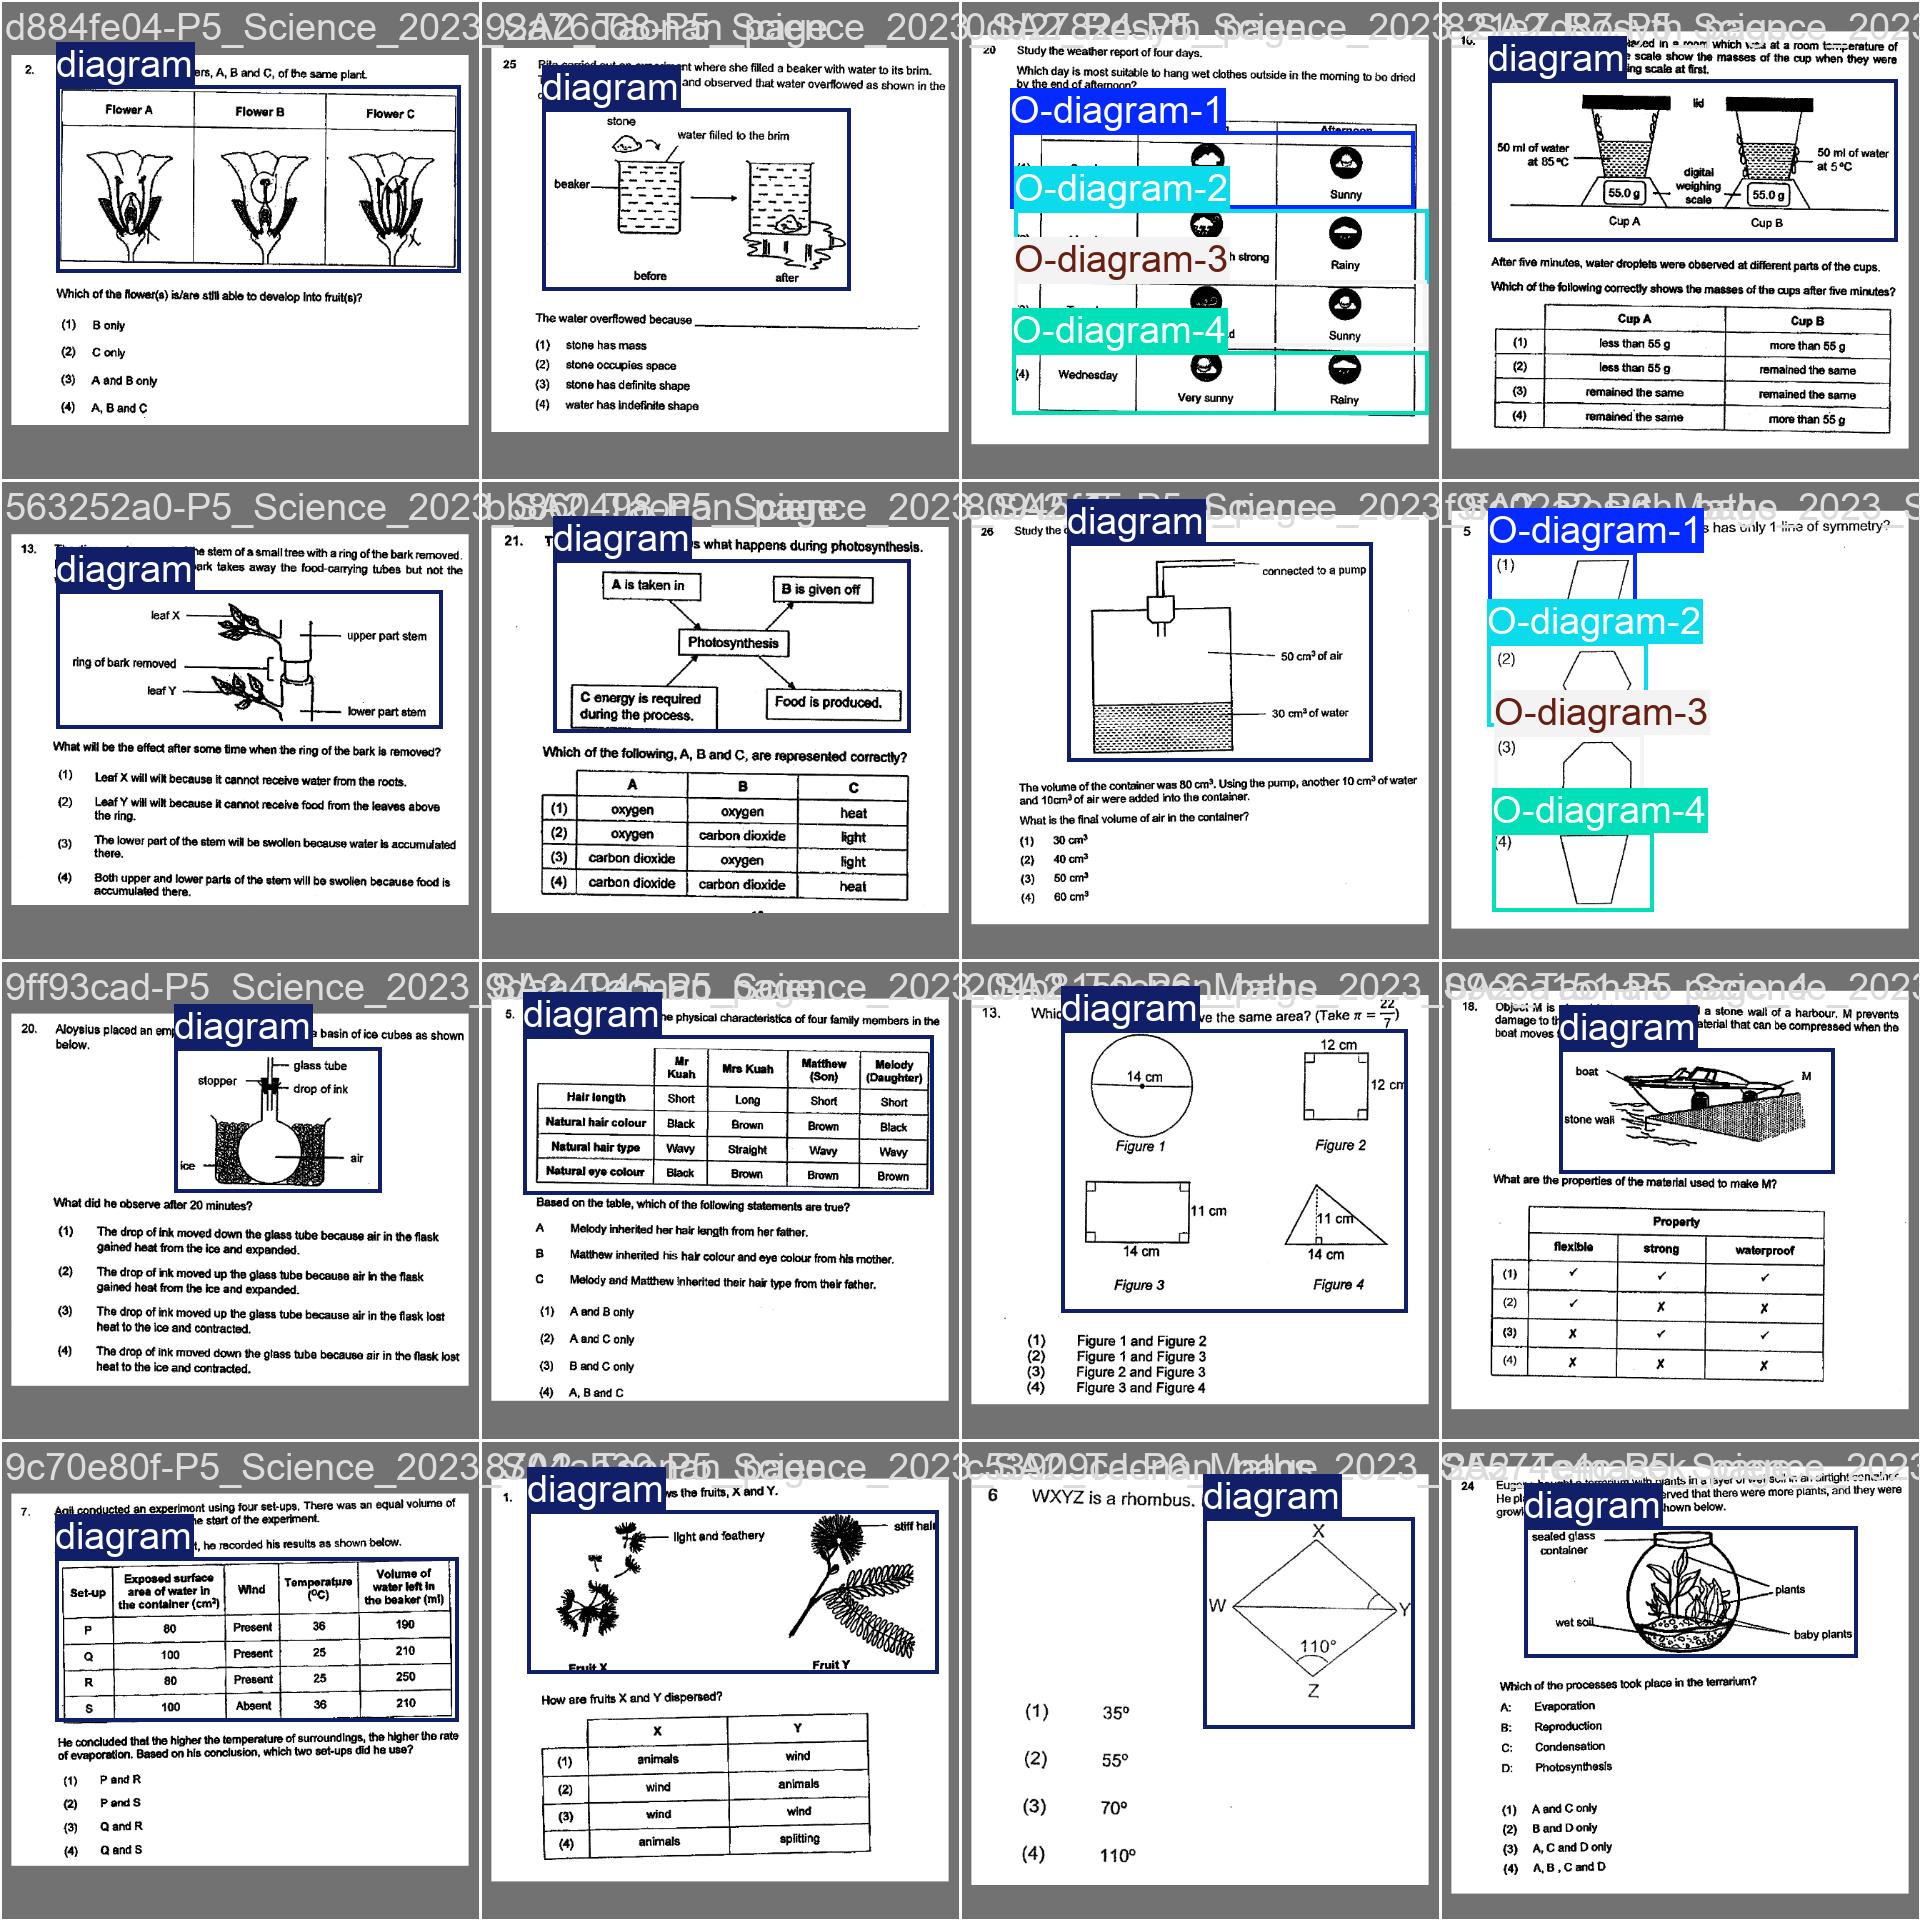 d884fe04-P5_Science_2023
2.
diagram
ers, A, B and C, of the same plant.
Flower A Flower B Flower C
Which of the flower(s) is/are still able to develop into fruit(s)?
(1) B only
(2) C only
(3) A and B only
(4) A, B and C
25
diagram
experiment where she filled a beaker with water to its brim.
and observed that water overflowed as shown in the
stone
water filled to the brim
beaker
before after
The water overflowed because
(1) stone has mass
(2) stone occupies space
(3) stone has definite shape
(4) water has indefinite shape
20 Study the weather report of four days.
Which day is most suitable to hang wet clothes outside in the morning to be dried
by the end of afternoon?
O-diagram-1
Afternoon
Sunny
O-diagram-2
h strong Rainy
O-diagram-3
Sunny
O-diagram-4
(4) Wednesday
Very sunny Rainy
diagram
placed in a room which was at a room temperature of
scale show the masses of the cup when they were
ing scale at first.
lid
50 ml of water
at 85°C
50 ml of water
at 5°C
digital
weighing
scale
55.0 g 55.0 g
Cup A Cup B
After five minutes, water droplets were observed at different parts of the cups.
Which of the following correctly shows the masses of the cups after five minutes?
Cup A Cup B
(1) less than 55 g more than 55 g
(2) less than 55 g remained the same
(3) remained the same remained the same
(4) remained the same more than 55 g
563252a0-P5_Science_2023
13.
diagram
the stem of a small tree with a ring of the bark removed.
ark takes away the food-carrying tubes but not the
leaf X
upper part stem
ring of bark removed
leaf Y
lower part stem
What will be the effect after some time when the ring of the bark is removed?
(1) Leaf X will wilt because it cannot receive water from the roots.
(2) Leaf Y will wilt because it cannot receive food from the leaves above
the ring.
(3) The lower part of the stem will be swollen because water is accumulated
there.
(4) Both upper and lower parts of the stem will be swollen because food is
accumulated there.
21.
diagram
s what happens during photosynthesis.
A is taken in B is given off
Photosynthesis
C energy is required
during the process.
Food is produced.
Which of the following, A, B and C, are represented correctly?
A B C
(1) oxygen oxygen heat
(2) oxygen carbon dioxide light
(3) carbon dioxide oxygen light
(4) carbon dioxide carbon dioxide heat
26 Study the
diagram
connected to a pump
50 cm³ of air
30 cm³ of water
The volume of the container was 80 cm³. Using the pump, another 10 cm³ of water
and 10cm³ of air were added into the container.
What is the final volume of air in the container?
(1) 30 cm³
(2) 40 cm³
(3) 50 cm³
(4) 60 cm³
5
O-diagram-1
s has only 1 line of symmetry?
(1)
O-diagram-2
(2)
O-diagram-3
(3)
O-diagram-4
(4)
9ff93cad-P5_Science_2023
20. Aloysius placed an emp
diagram
a basin of ice cubes as shown
below.
glass tube
stopper
drop of ink
ice
air
What did he observe after 20 minutes?
(1) The drop of ink moved down the glass tube because air in the flask
gained heat from the ice and expanded.
(2) The drop of ink moved up the glass tube because air in the flask
gained heat from the ice and expanded.
(3) The drop of ink moved up the glass tube because air in the flask lost
heat to the ice and contracted.
(4) The drop of ink moved down the glass tube because air in the flask lost
heat to the ice and contracted.
5.
diagram
the physical characteristics of four family members in the
Mr Kuah Mrs Kuah Matthew (Son) Melody (Daughter)
Hair length Short Long Short Short
Natural hair colour Black Brown Brown Black
Natural hair type Wavy Straight Wavy Wavy
Natural eye colour Black Brown Brown Brown
Based on the table, which of the following statements are true?
A Melody inherited her hair length from her father.
B Matthew inherited his hair colour and eye colour from his mother.
C Melody and Matthew inherited their hair type from their father.
(1) A and B only
(2) A and C only
(3) B and C only
(4) A, B and C
13.
diagram
ve the same area? (Take π = 22/7)
14 cm
12 cm
12 cm
Figure 1 Figure 2
11 cm
14 cm
11 cm
14 cm
Figure 3 Figure 4
(1) Figure 1 and Figure 2
(2) Figure 1 and Figure 3
(3) Figure 2 and Figure 3
(4) Figure 3 and Figure 4
18. Object M is
diagram
a stone wall of a harbour. M prevents
damage to th
aterial that can be compressed when the
boat moves
boat
M
stone wall
What are the properties of the material used to make M?
Property
flexible strong waterproof
(1) ✓ ✓ ✓
(2) ✓ ✗ ✗
(3) ✗ ✓ ✓
(4) ✗ ✗ ✗
9c70e80f-P5_Science_2023
7. Aqil conducted an experiment using four set-ups. There was an equal volume of
diagram
he start of the experiment.
t, he recorded his results as shown below.
Set-up Exposed surface area of water in the container (cm²) Wind Temperature (°C) Volume of water left in the beaker (ml)
P 80 Present 36 190
Q 100 Present 25 210
R 80 Present 25 250
S 100 Absent 36 210
He concluded that the higher the temperature of surroundings, the higher the rate
of evaporation. Based on his conclusion, which two set-ups did he use?
(1) P and R
(2) P and S
(3) Q and R
(4) Q and S
1.
diagram
ws the fruits, X and Y.
light and feathery
stiff hair
Fruit X Fruit Y
How are fruits X and Y dispersed?
X Y
(1) animals wind
(2) wind animals
(3) wind wind
(4) animals splitting
6 WXYZ is a rhombus.
diagram
X
W
Y
110°
Z
(1) 35º
(2) 55º
(3) 70º
(4) 110º
24
diagram
terrarium with plants in a layer of wet soil in an airtight container.
He pla
erved that there were more plants, and they were
growi
hown below.
sealed glass
container
plants
wet soil
baby plants
Which of the processes took place in the terrarium?
A: Evaporation
B: Reproduction
C: Condensation
D: Photosynthesis
(1) A and C only
(2) B and D only
(3) A, C and D only
(4) A, B , C and D